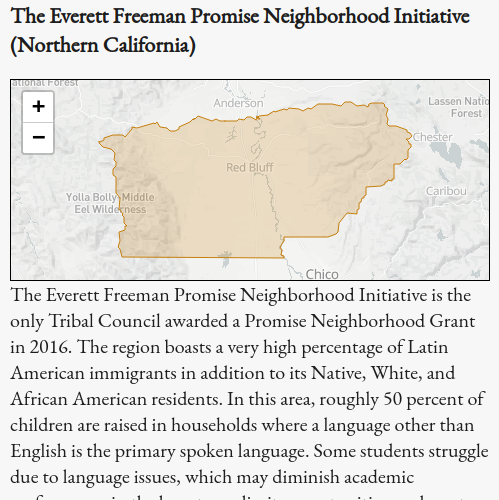 The Everett Freeman Promise Neighborhood Initiative
(Northern California)
ational Forest
+
−
Anderson
Lassen Natio
Forest
Chester
Red Bluff
Caribou
Yolla Bolly-Middle
Eel Wilderness
Chico
The Everett Freeman Promise Neighborhood Initiative is the
only Tribal Council awarded a Promise Neighborhood Grant
in 2016. The region boasts a very high percentage of Latin
American immigrants in addition to its Native, White, and
African American residents. In this area, roughly 50 percent of
children are raised in households where a language other than
English is the primary spoken language. Some students struggle
due to language issues, which may diminish academic